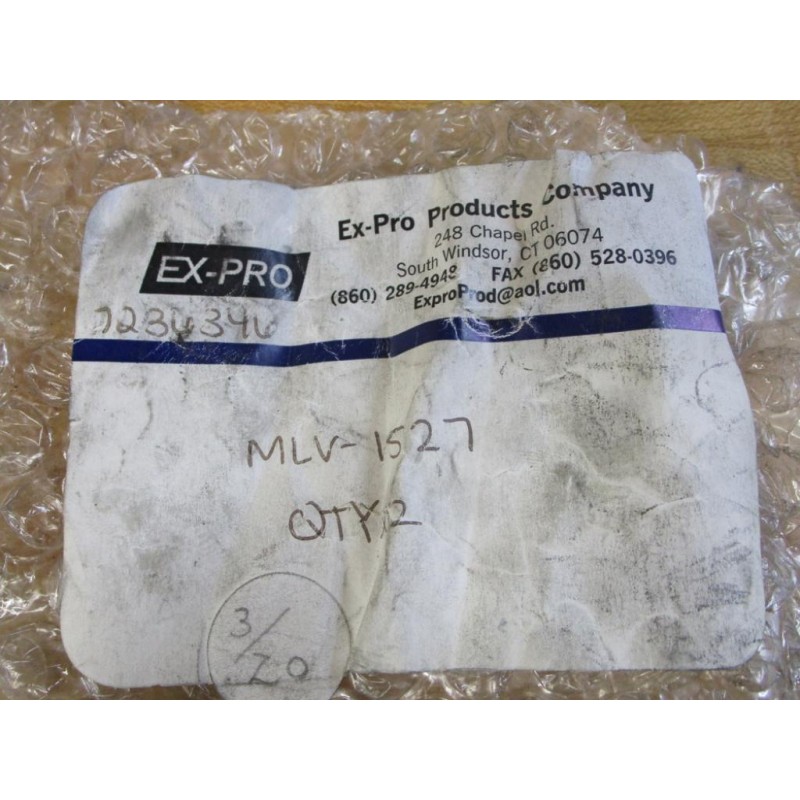 Ex-Pro Products Company
248 Chapel Rd.
South Windsor, CT 06074
(860) 289-4948 FAX (860) 528-0396
ExproProd@aol.com
EX-PRO
MLV-1527
QTY 2
3/20